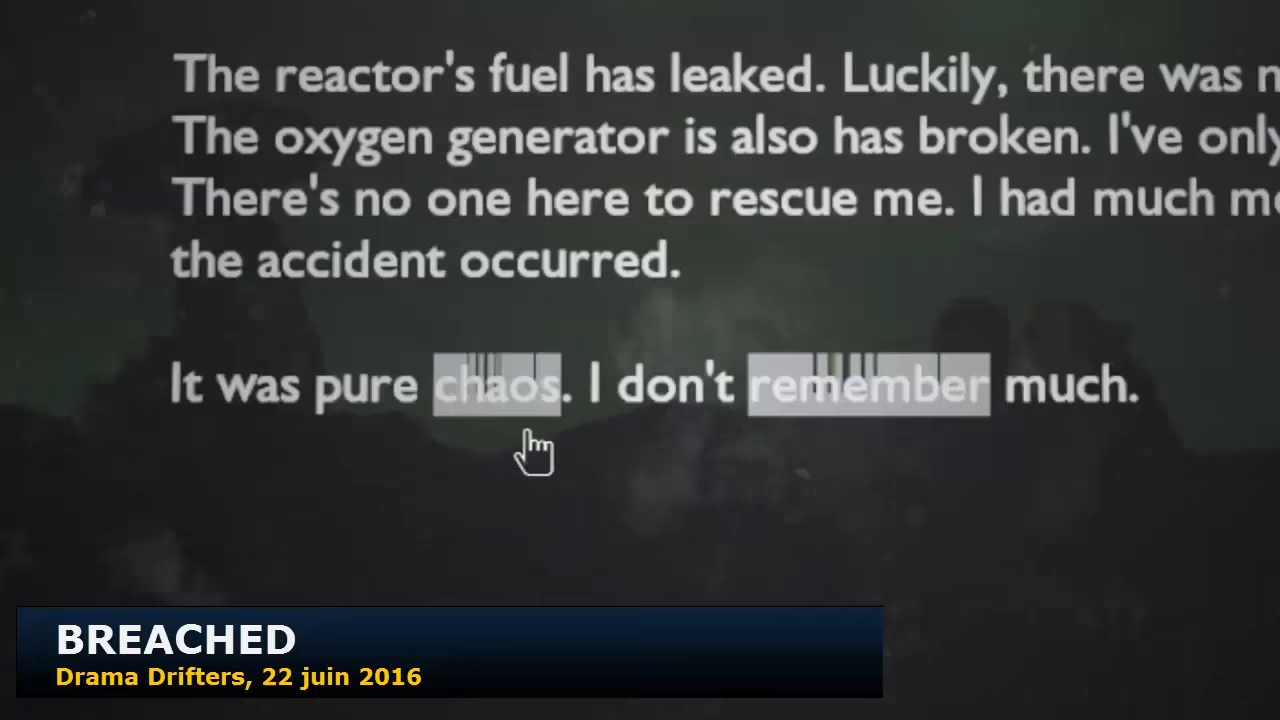 The reactor's fuel has leaked. Luckily, there was
The oxygen generator is also has broken. I've only
There's no one here to rescue me. I had much
the accident occurred.
It was pure chaos. I don't remember much.
BREACHED
Drama Drifters, 22 juin 2016